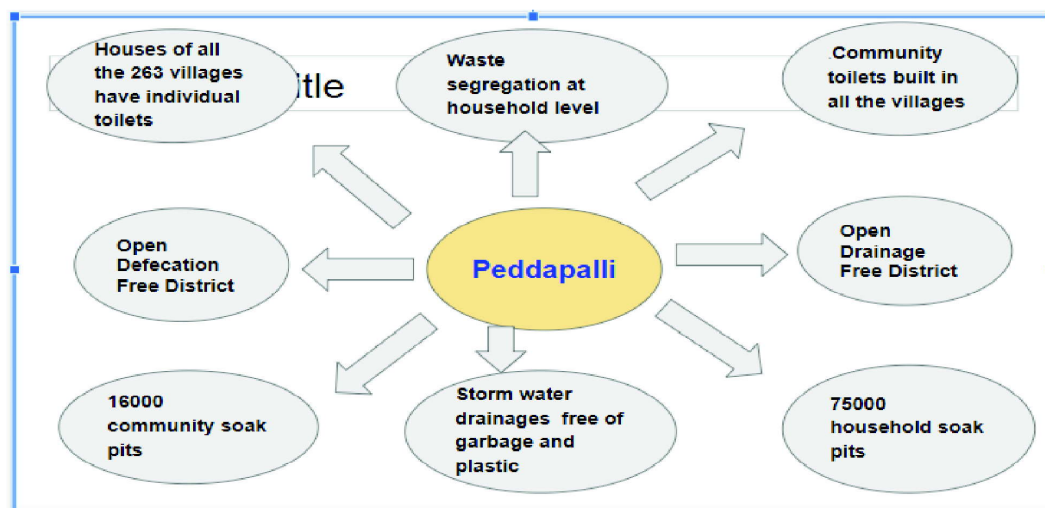 Houses of all
the 263 villages
have individual
toilets
itle
Waste
segregation at
household level
.Community
toilets built in
all the villages
Open
Defecation
Free District
Peddapalli
Open
Drainage
Free District
16000
community soak
pits
Storm water
drainages free of
garbage and
plastic
75000
household soak
pits